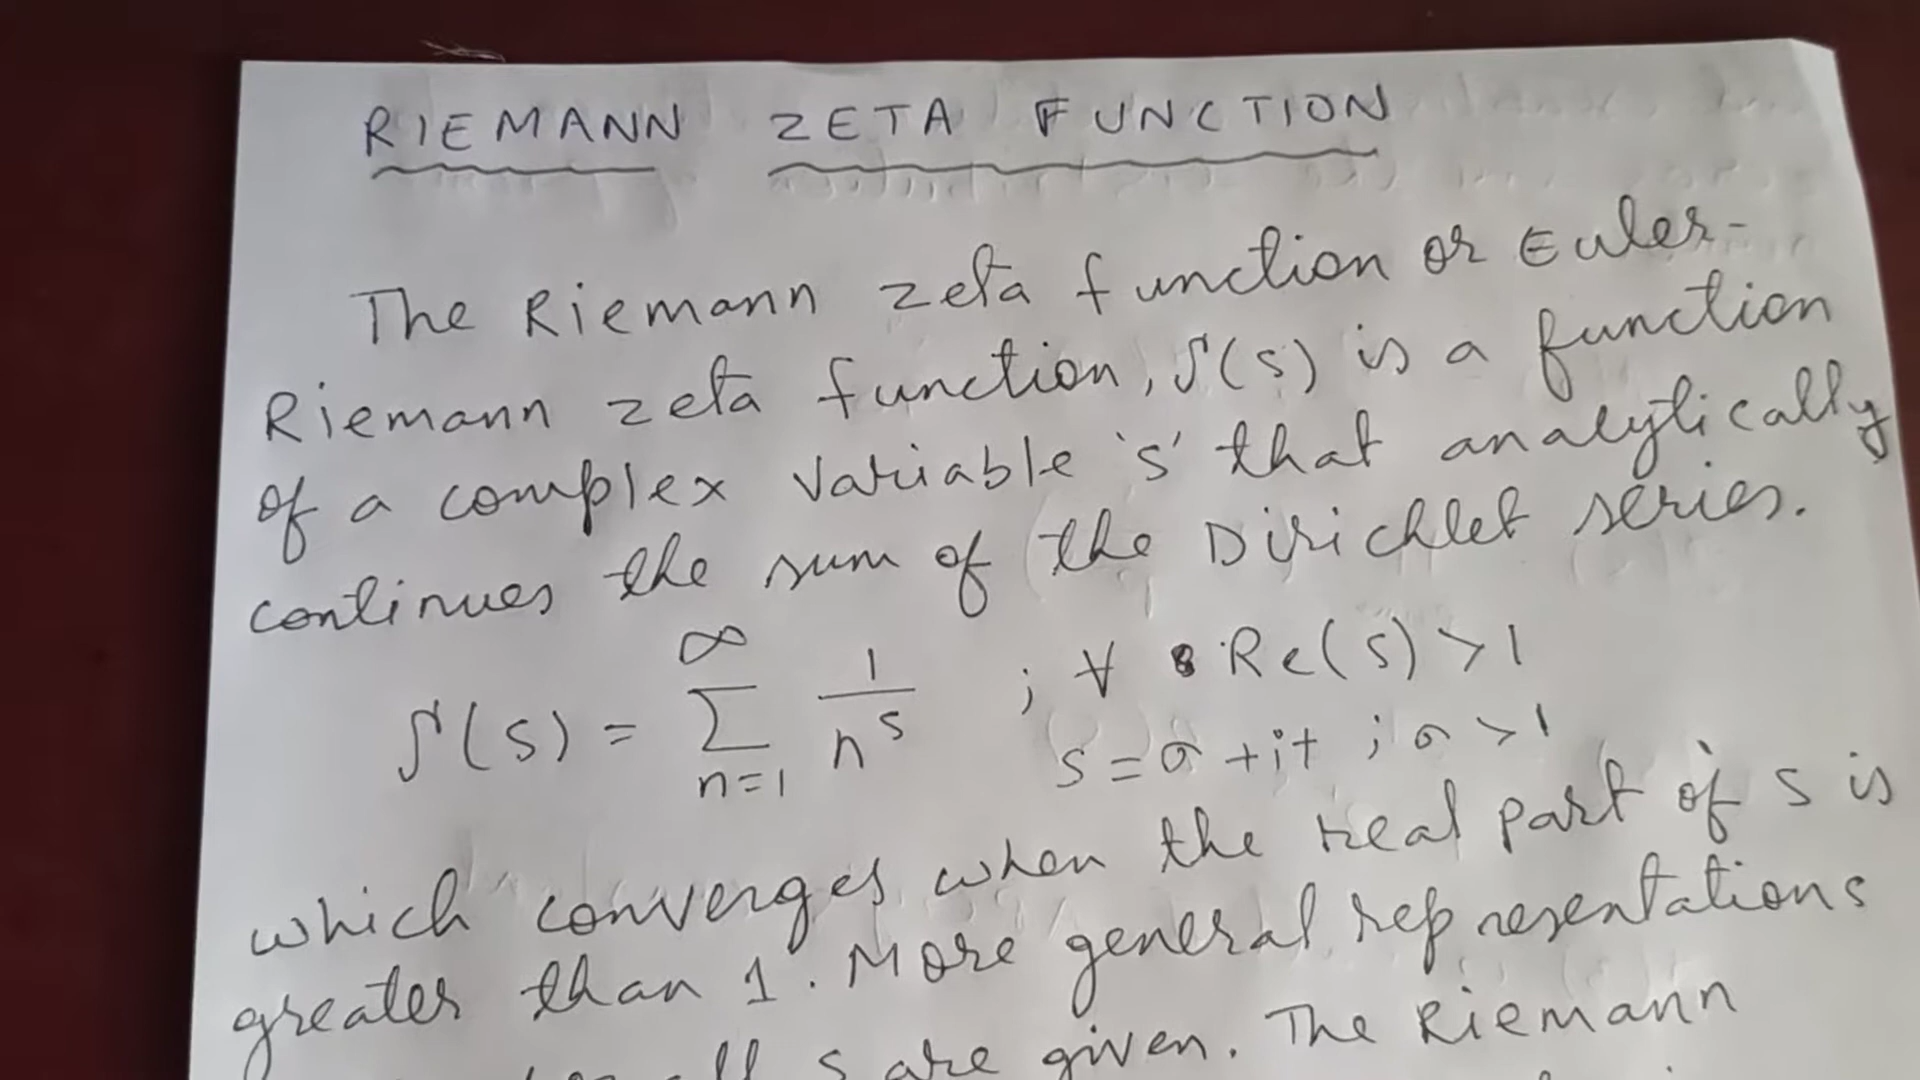 RIEMANN ZETA FUNCTION
The Riemann zeta function or Euler-
Riemann zeta function, ζ(s) is a function
of a complex variable 's' that analytically
continues the sum of the Dirichlet series.
ζ(s) = ∑_{n=1}^{∞} 1/n^s ; ∀ Re(s) > 1
s = σ + it ; σ > 1
which converges when the real part of s is
greater than 1. More general representations
all s are given. The Riemann